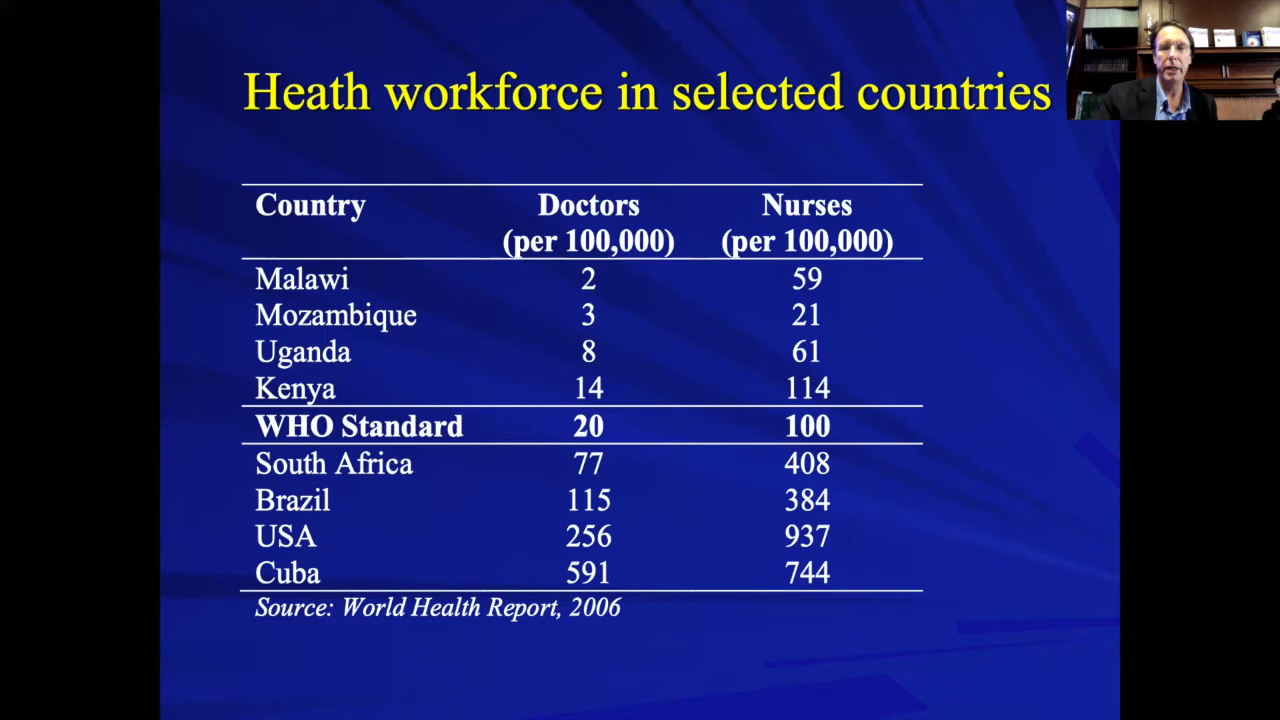 Heath workforce in selected countries
Country Doctors Nurses
(per 100,000) (per 100,000)
Malawi 2 59
Mozambique 3 21
Uganda 8 61
Kenya 14 114
WHO Standard 20 100
South Africa 77 408
Brazil 115 384
USA 256 937
Cuba 591 744
Source: World Health Report, 2006